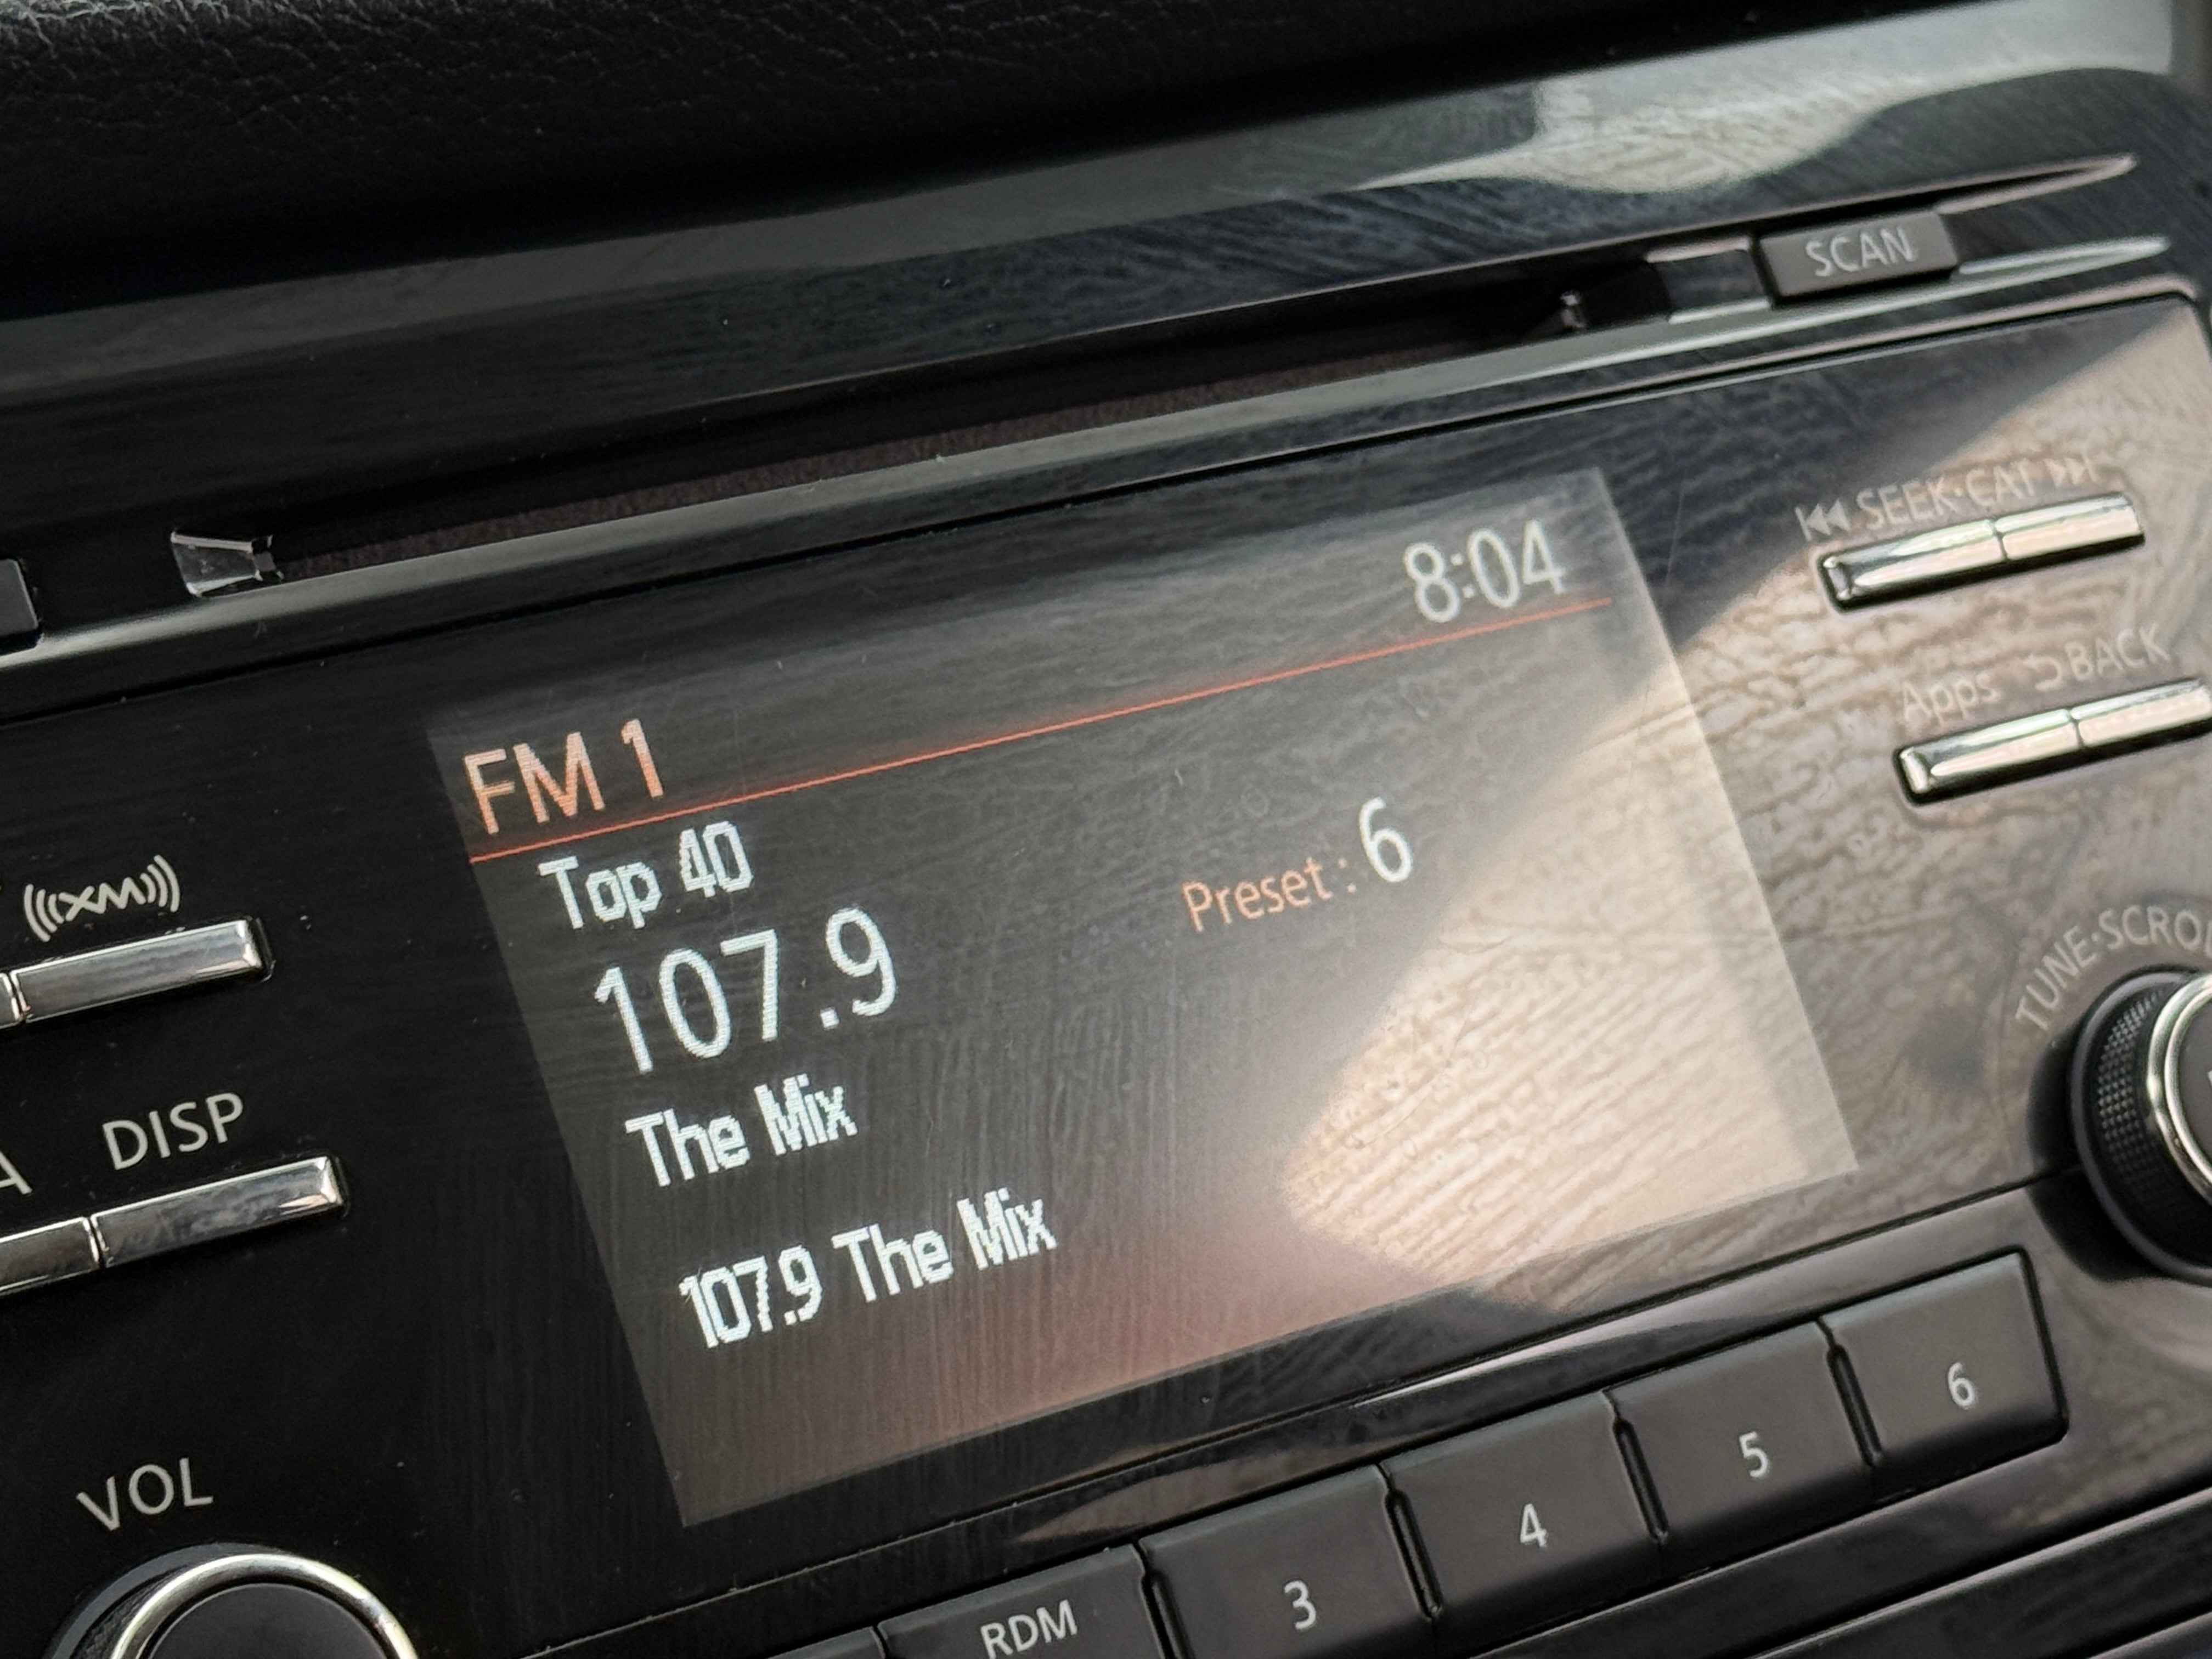 SCAN
SEEK·CAT
8:04
FM 1
Apps BACK
Top 40
Preset : 6
XM
107.9
TUNE·SCRO
The Mix
DISP
A
107.9 The Mix
VOL
RDM 3 4 5 6